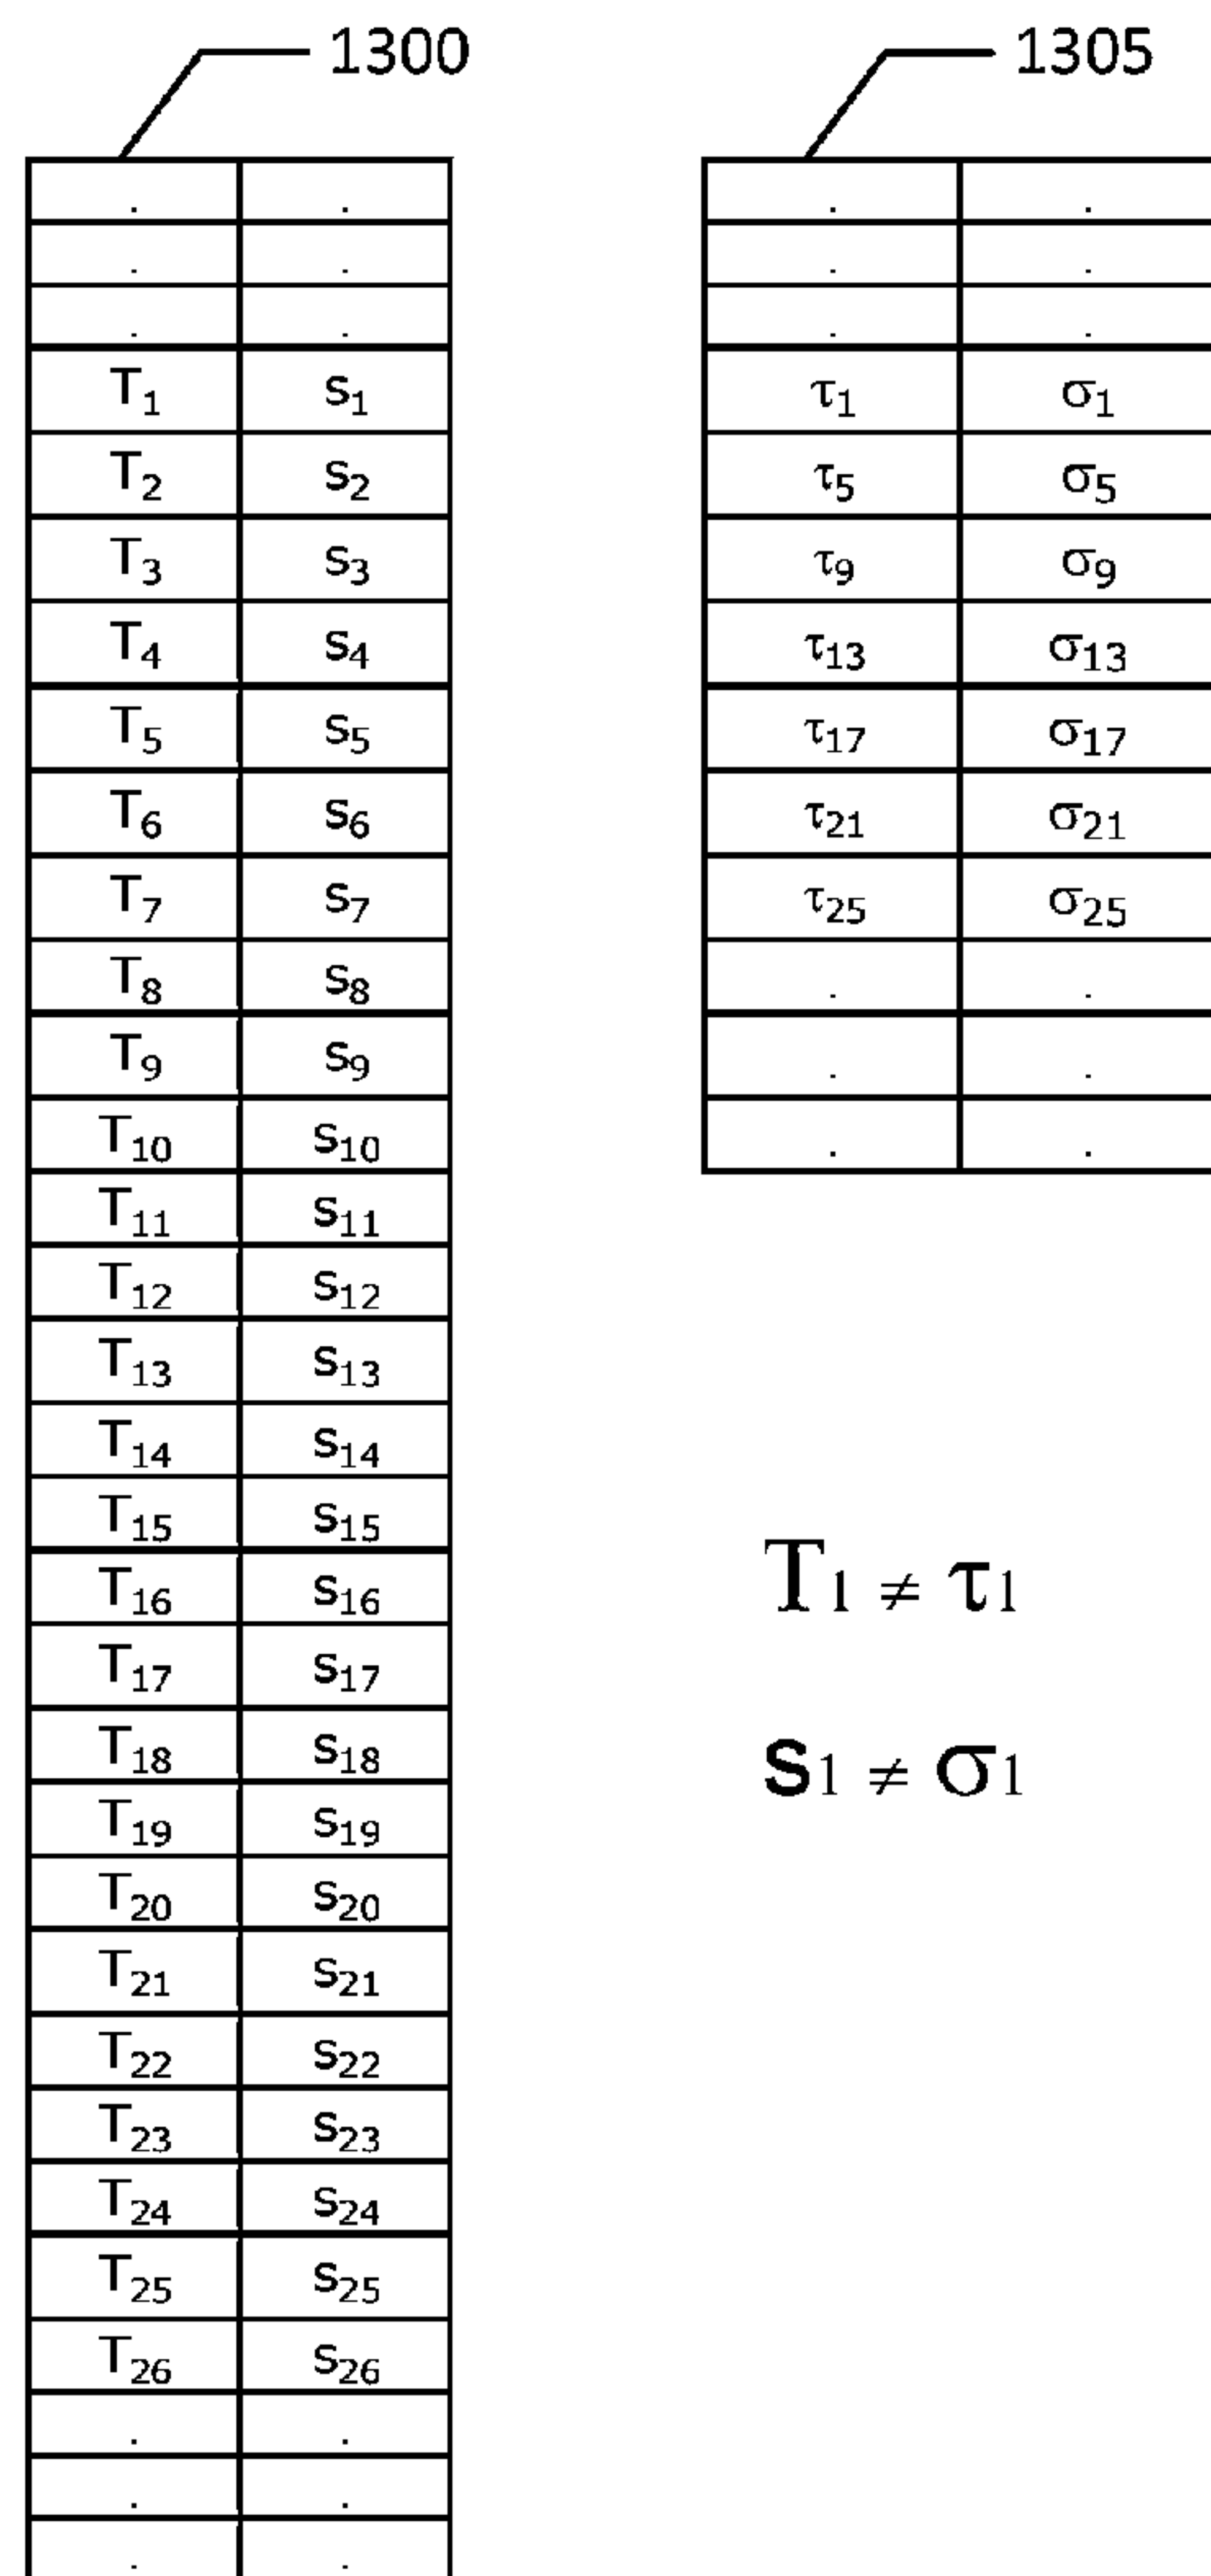 1300
. .
. .
. .
T₁ s₁
T₂ s₂
T₃ s₃
T₄ s₄
T₅ s₅
T₆ s₆
T₇ s₇
T₈ s₈
T₉ s₉
T₁₀ s₁₀
T₁₁ s₁₁
T₁₂ s₁₂
T₁₃ s₁₃
T₁₄ s₁₄
T₁₅ s₁₅
T₁₆ s₁₆
T₁₇ s₁₇
T₁₈ s₁₈
T₁₉ s₁₉
T₂₀ s₂₀
T₂₁ s₂₁
T₂₂ s₂₂
T₂₃ s₂₃
T₂₄ s₂₄
T₂₅ s₂₅
T₂₆ s₂₆
. .
. .
. .
1305
. .
. .
. .
τ₁ σ₁
τ₅ σ₅
τ₉ σ₉
τ₁₃ σ₁₃
τ₁₇ σ₁₇
τ₂₁ σ₂₁
τ₂₅ σ₂₅
. .
. .
. .
T₁ ≠ τ₁
s₁ ≠ σ₁